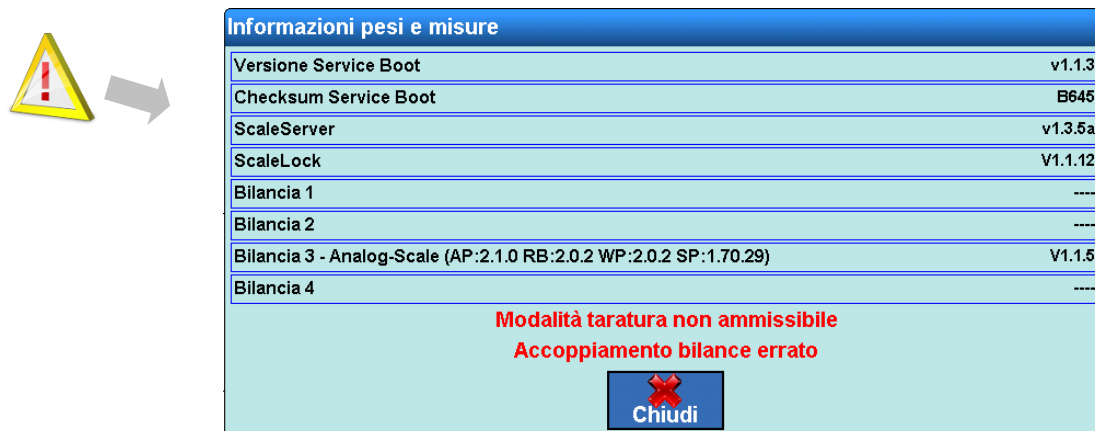 Informazioni pesi e misure
Versione Service Boot v1.1.3
Checksum Service Boot B645
ScaleServer v1.3.5a
ScaleLock V1.1.12
Bilancia 1 ----
Bilancia 2 ----
Bilancia 3 - Analog-Scale (AP:2.1.0 RB:2.0.2 WP:2.0.2 SP:1.70.29) V1.1.5
Bilancia 4 ----
Modalità taratura non ammissibile
Accoppiamento bilance errato
Chiudi